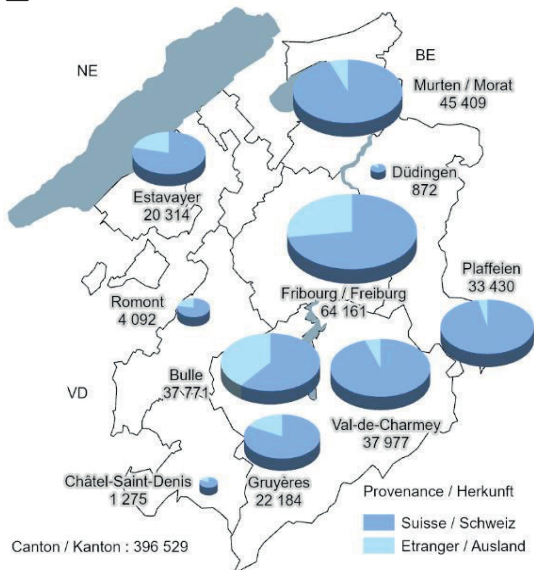 NE
BE
Murten / Morat
45 409
Düdingen
872
Estavayer
20 314
Fribourg / Freiburg
64 161
Plaffeien
33 430
Romont
4 092
Bulle
37 771
VD
Val-de-Charmey
37 977
Gruyères
22 184
Châtel-Saint-Denis
1 275
Provenance / Herkunft
Suisse / Schweiz
Etranger / Ausland
Canton / Kanton : 396 529